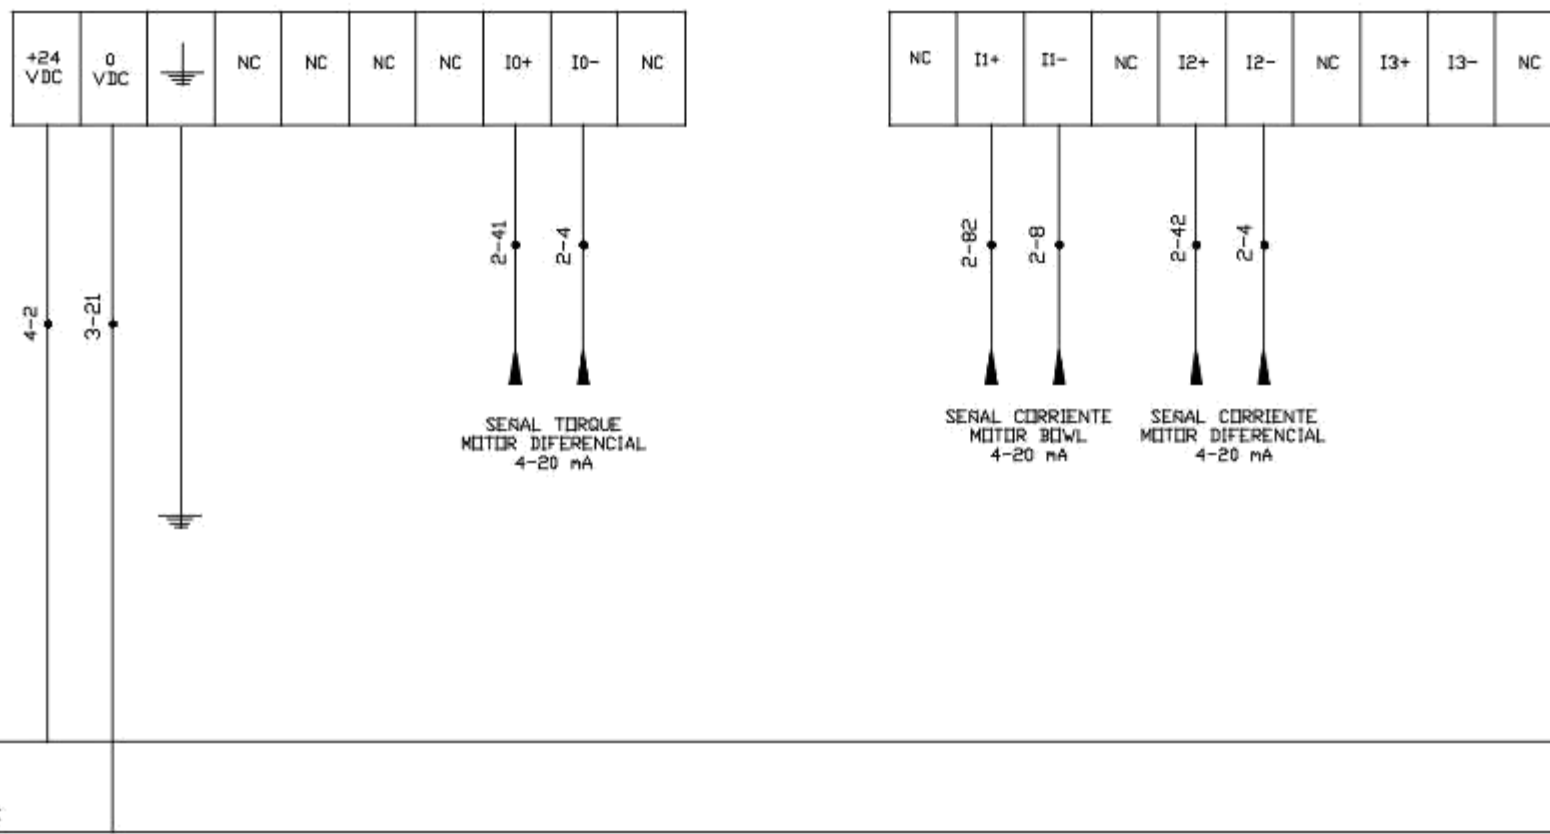 +24 VDC
0 VDC
NC
NC
NC
NC
I0+
I0-
NC
NC
I1+
I1-
NC
I2+
I2-
NC
I3+
I3-
NC
4-2
3-21
2-41
2-4
2-82
2-8
2-42
2-4
SEÑAL TORQUE
MOTOR DIFERENCIAL
4-20 mA
SEÑAL CORRIENTE
MOTOR BOWL
4-20 mA
SEÑAL CORRIENTE
MOTOR DIFERENCIAL
4-20 mA